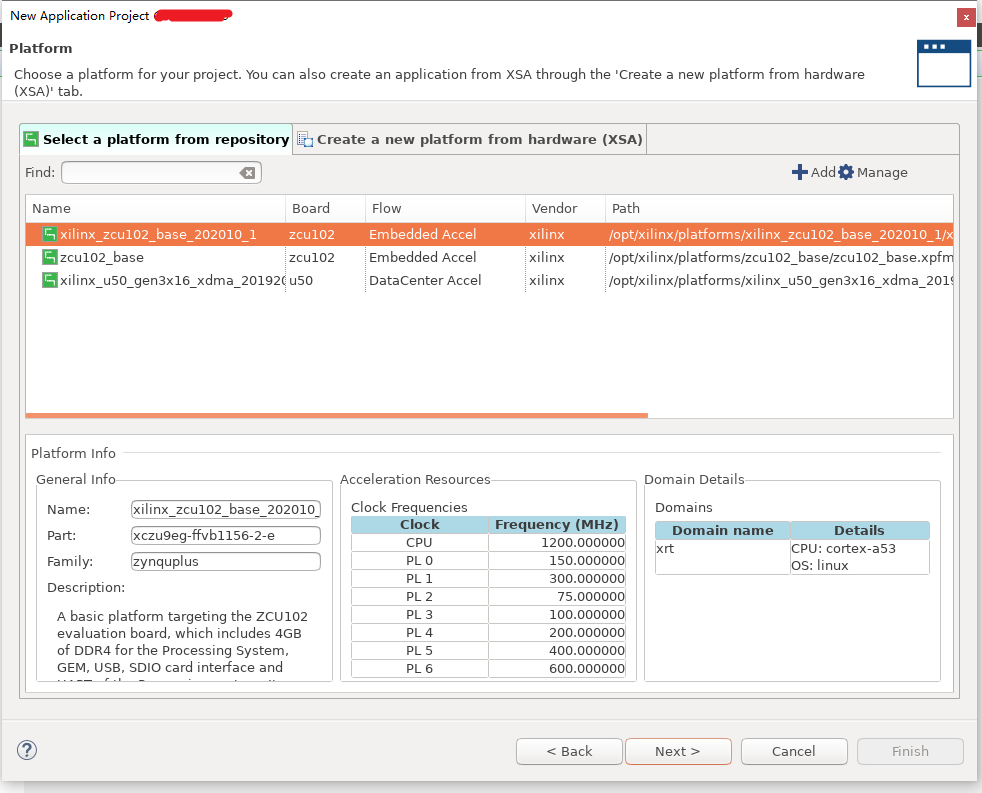 New Application Project
x
Platform
Choose a platform for your project. You can also create an application from XSA through the 'Create a new platform from hardware
(XSA)' tab.
Select a platform from repository
Create a new platform from hardware (XSA)
Find:
Add
Manage
Name Board Flow Vendor Path
xilinx_zcu102_base_202010_1 zcu102 Embedded Accel xilinx /opt/xilinx/platforms/xilinx_zcu102_base_202010_1/x
zcu102_base zcu102 Embedded Accel xilinx /opt/xilinx/platforms/zcu102_base/zcu102_base.xpfm
xilinx_u50_gen3x16_xdma_20192 u50 DataCenter Accel xilinx /opt/xilinx/platforms/xilinx_u50_gen3x16_xdma_2019
Platform Info
General Info
Name: xilinx_zcu102_base_202010_
Part: xczu9eg-ffvb1156-2-e
Family: zynquplus
Description:
A basic platform targeting the ZCU102
evaluation board, which includes 4GB
of DDR4 for the Processing System,
GEM, USB, SDIO card interface and
Acceleration Resources
Clock Frequencies
Clock Frequency (MHz)
CPU 1200.000000
PL 0 150.000000
PL 1 300.000000
PL 2 75.000000
PL 3 100.000000
PL 4 200.000000
PL 5 400.000000
PL 6 600.000000
Domain Details
Domains
Domain name Details
xrt CPU: cortex-a53
OS: linux
?
< Back
Next >
Cancel
Finish